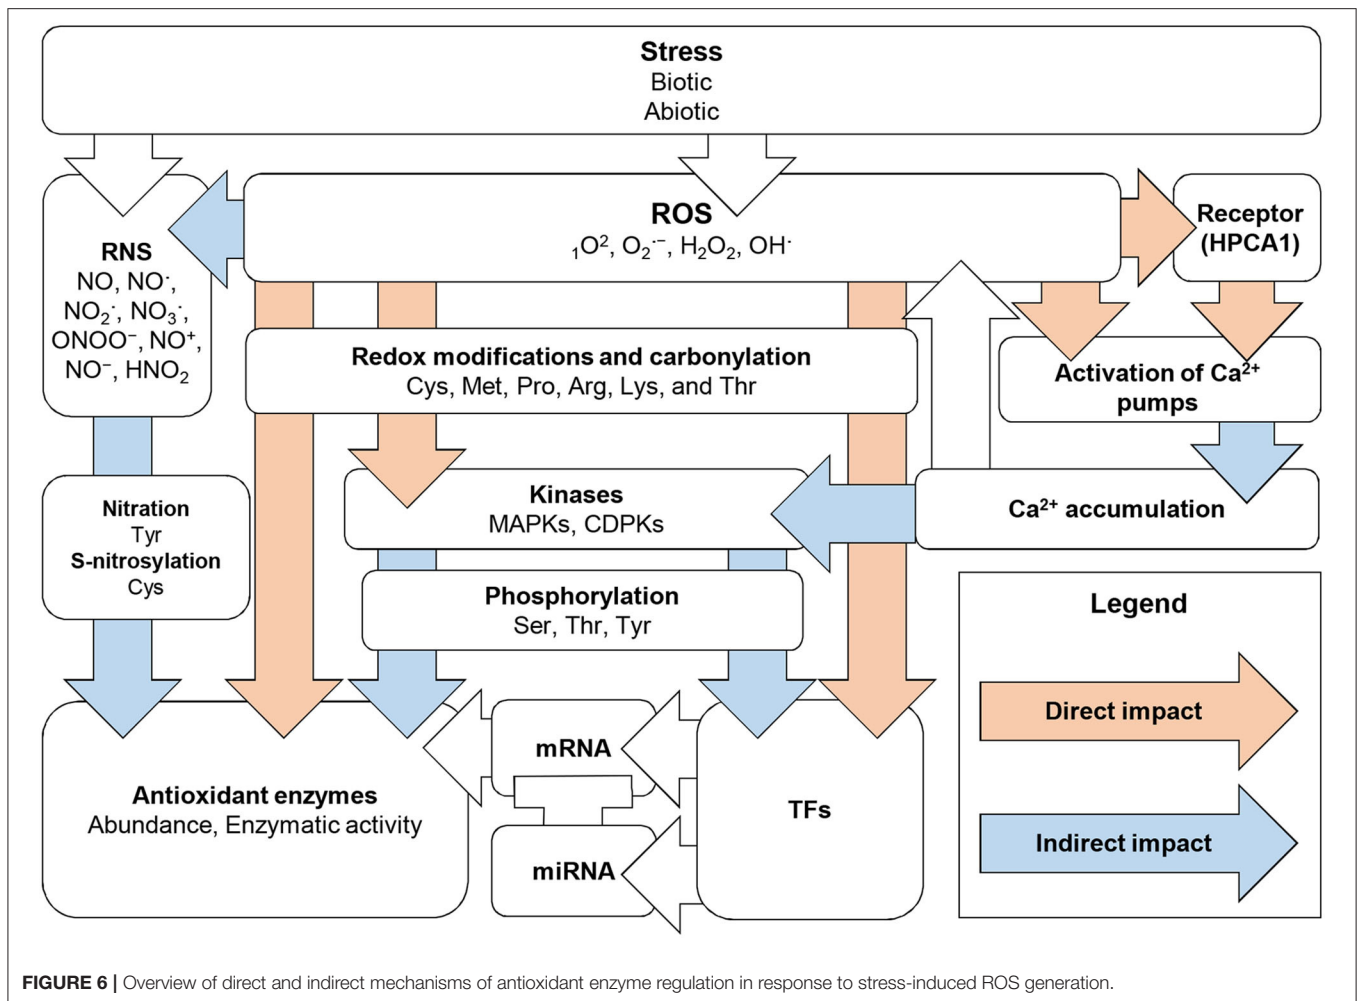 Stress
Biotic
Abiotic
ROS
₁O², O₂·⁻, H₂O₂, OH·
Receptor
(HPCA1)
RNS
NO, NO·,
NO₂·, NO₃·,
ONOO⁻, NO⁺,
NO⁻, HNO₂
Redox modifications and carbonylation
Cys, Met, Pro, Arg, Lys, and Thr
Activation of Ca²⁺
pumps
Kinases
MAPKs, CDPKs
Ca²⁺ accumulation
Nitration
Tyr
S-nitrosylation
Cys
Phosphorylation
Ser, Thr, Tyr
Antioxidant enzymes
Abundance, Enzymatic activity
mRNA
miRNA
TFs
Legend
Direct impact
Indirect impact
FIGURE 6 | Overview of direct and indirect mechanisms of antioxidant enzyme regulation in response to stress-induced ROS generation.